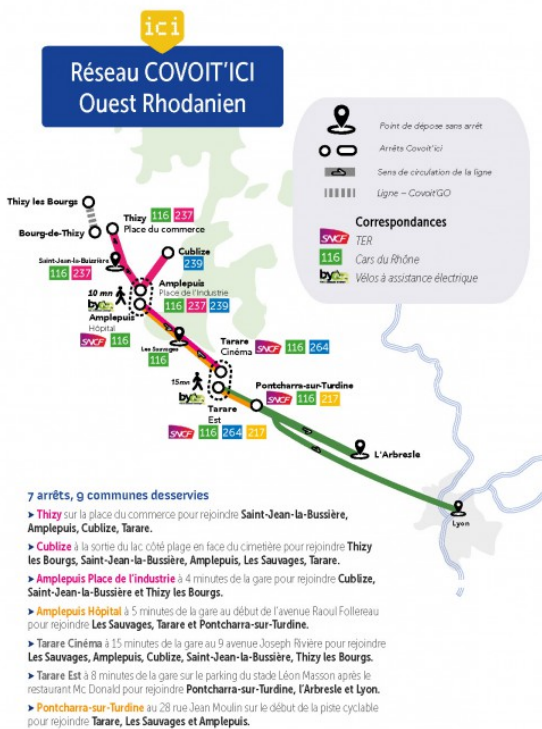 ici
Réseau COVOIT'ICI
Ouest Rhodanien
Point de dépose sans arrêt
Arrêts Covoit'ici
Sens de circulation de la ligne
Ligne – Covoit'GO
Correspondances
SNCF TER
116 Cars du Rhône
Vélos à assistance électrique
Thizy les Bourgs
Bourg-de-Thizy
Thizy 116 237
Place du commerce
Cublize
239
Saint-Jean-la-Bussière
116 237
10 mn
Amplepuis
Place de l'Industrie
116 237 239
Amplepuis
Hôpital
SNCF 116
Les Sauvages
116
Tarare
Cinéma
SNCF 116 264
15mn
Pontcharra-sur-Turdine
SNCF 116 217
Tarare
Est
SNCF 116 264 217
L'Arbresle
Lyon
7 arrêts, 9 communes desservies
➤ Thizy sur la place du commerce pour rejoindre Saint-Jean-la-Bussière,
Amplepuis, Cublize, Tarare.
➤ Cublize à la sortie du lac côté plage en face du cimetière pour rejoindre Thizy
les Bourgs, Saint-Jean-la-Bussière, Amplepuis, Les Sauvages, Tarare.
➤ Amplepuis Place de l'industrie à 4 minutes de la gare pour rejoindre Cublize,
Saint-Jean-la-Bussière et Thizy les Bourgs.
➤ Amplepuis Hôpital à 5 minutes de la gare au début de l'avenue Raoul Follereau
pour rejoindre Les Sauvages, Tarare et Pontcharra-sur-Turdine.
➤ Tarare Cinéma à 15 minutes de la gare au 9 avenue Joseph Rivière pour rejoindre
Les Sauvages, Amplepuis, Cublize, Saint-Jean-la-Bussière, Thizy les Bourgs.
➤ Tarare Est à 8 minutes de la gare sur le parking du stade Léon Masson après le
restaurant Mc Donald pour rejoindre Pontcharra-sur-Turdine, l'Arbresle et Lyon.
➤ Pontcharra-sur-Turdine au 28 rue Jean Moulin sur le début de la piste cyclable
pour rejoindre Tarare, Les Sauvages et Amplepuis.